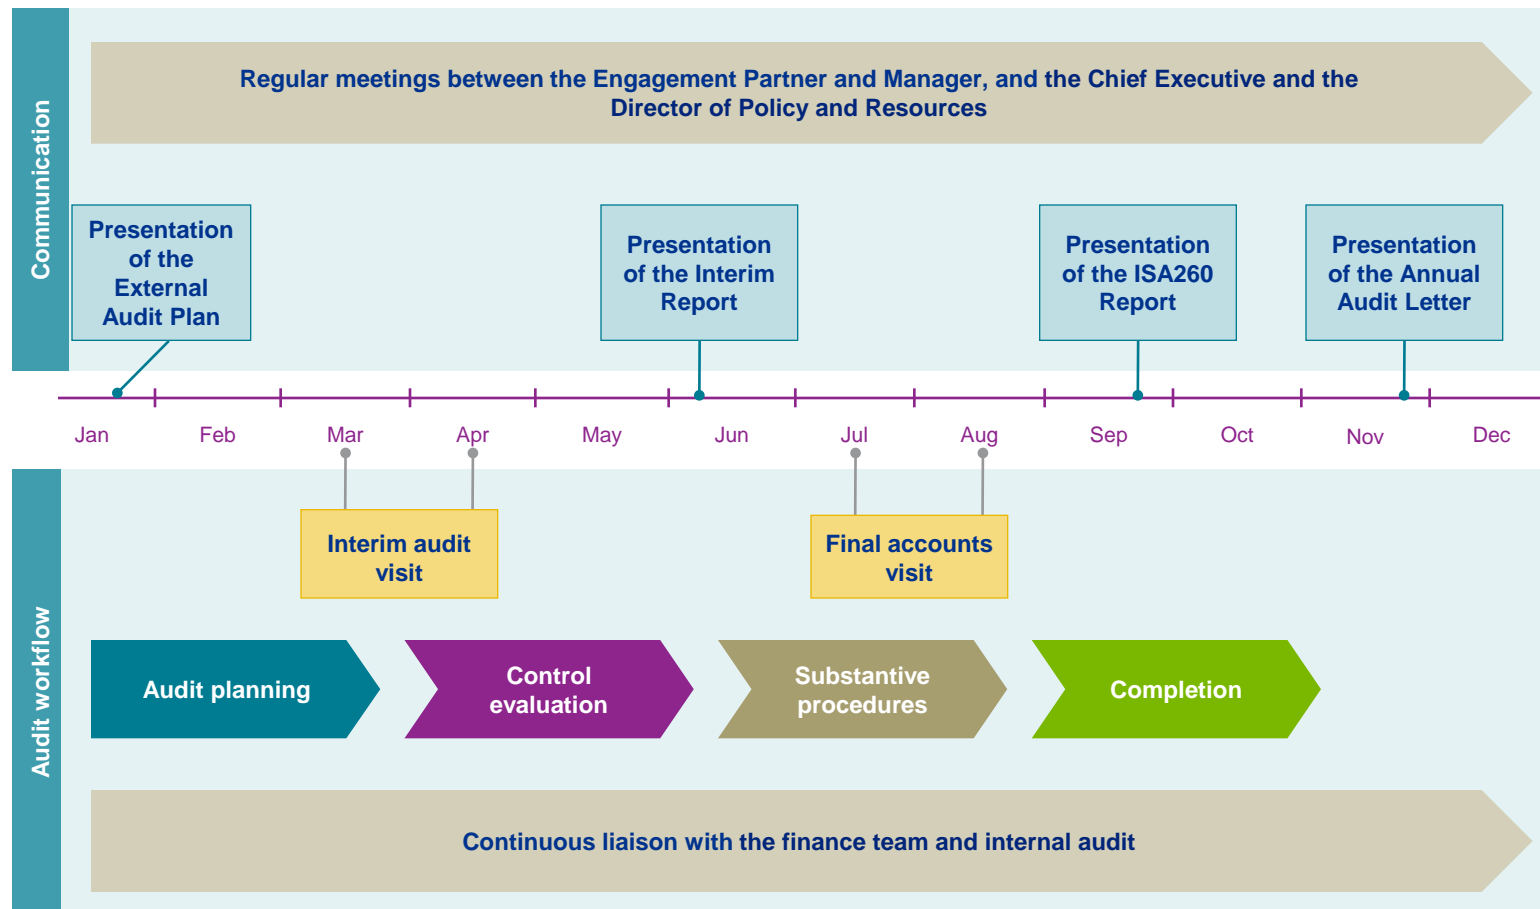 Communication
Regular meetings between the Engagement Partner and Manager, and the Chief Executive and the
Director of Policy and Resources
Presentation
of the
External
Audit Plan
Presentation
of the Interim
Report
Presentation
of the ISA260
Report
Presentation
of the Annual
Audit Letter
Jan
Feb
Mar
Apr
May
Jun
Jul
Aug
Sep
Oct
Nov
Dec
Audit workflow
Interim audit
visit
Final accounts
visit
Audit planning
Control
evaluation
Substantive
procedures
Completion
Continuous liaison with the finance team and internal audit